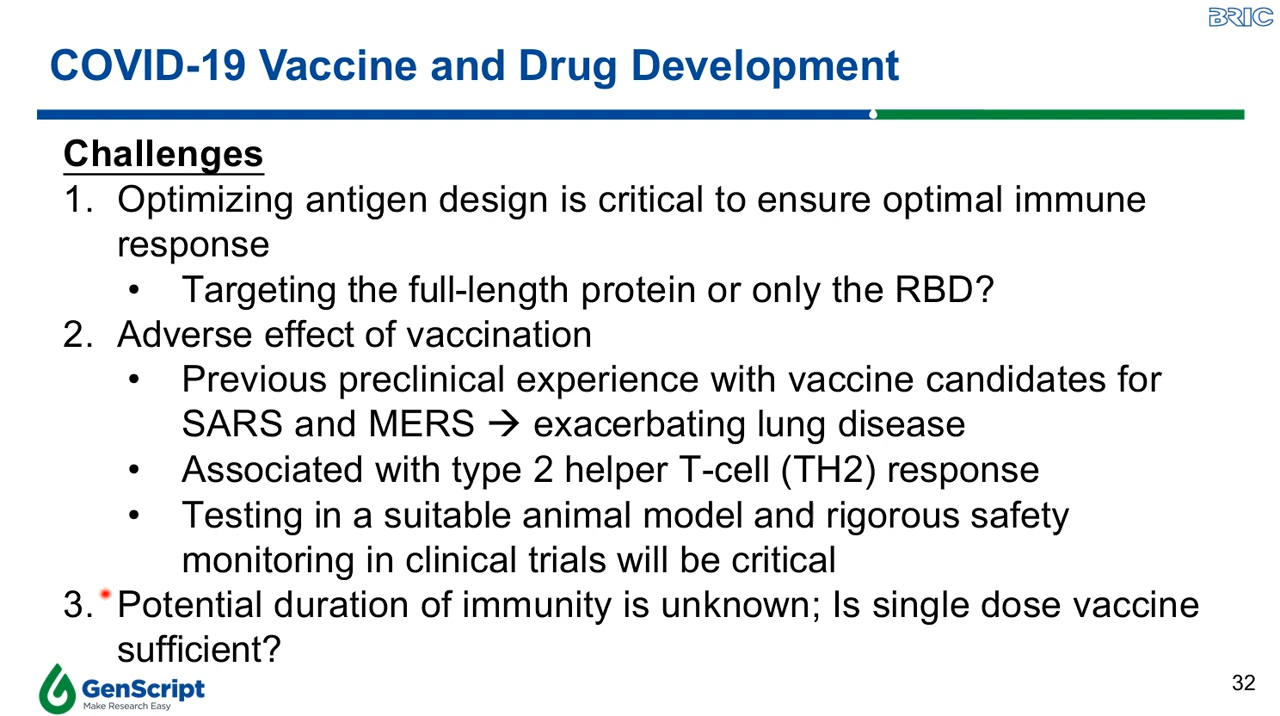 BRIC
COVID-19 Vaccine and Drug Development
Challenges
1. Optimizing antigen design is critical to ensure optimal immune
response
• Targeting the full-length protein or only the RBD?
2. Adverse effect of vaccination
• Previous preclinical experience with vaccine candidates for
SARS and MERS → exacerbating lung disease
• Associated with type 2 helper T-cell (TH2) response
• Testing in a suitable animal model and rigorous safety
monitoring in clinical trials will be critical
3. Potential duration of immunity is unknown; Is single dose vaccine
sufficient?
GenScript
Make Research Easy
32